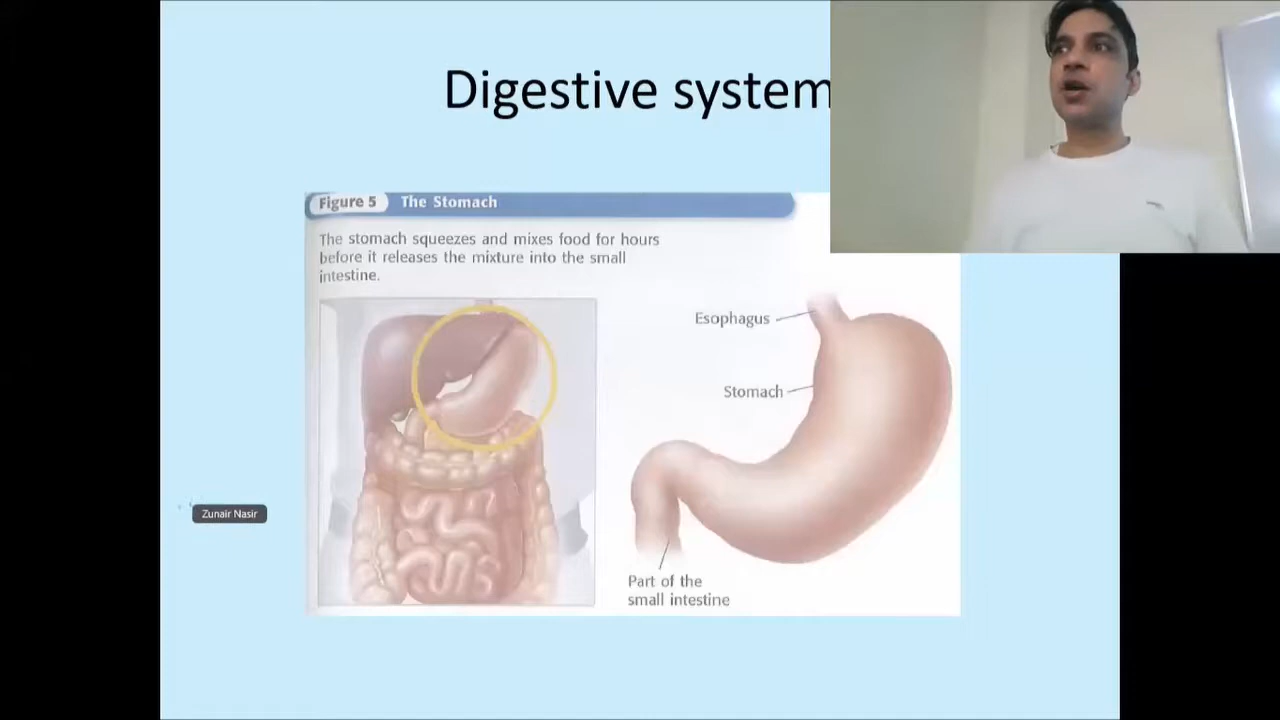 Digestive system
Figure 5 The Stomach
The stomach squeezes and mixes food for hours
before it releases the mixture into the small
intestine.
Esophagus
Stomach
Zunair Nasir
Part of the
small intestine